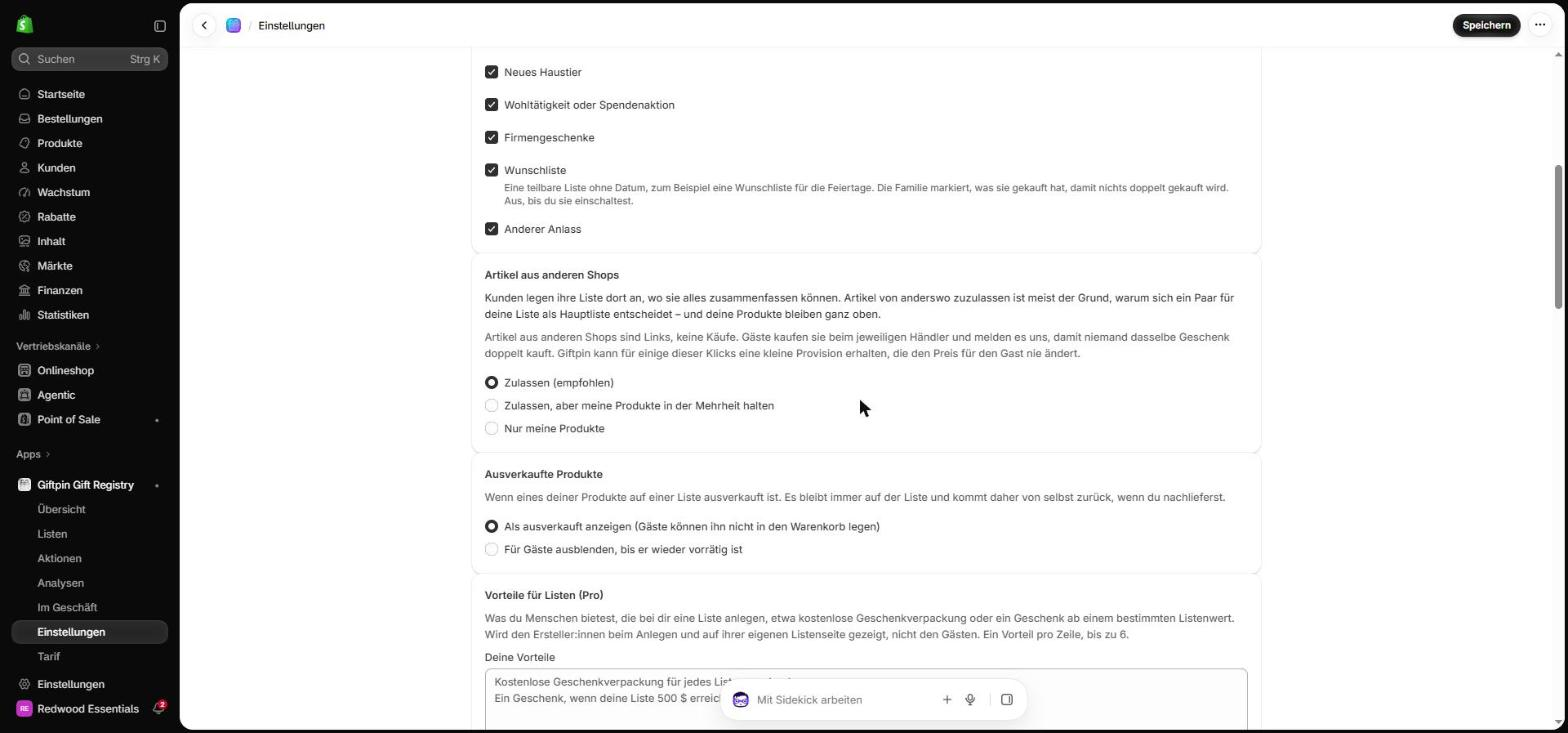 Einstellungen
Speichern
Suchen
Strg K
Startseite
Bestellungen
Produkte
Kunden
Wachstum
Rabatte
Inhalt
Märkte
Finanzen
Statistiken
Vertriebskanäle
Onlineshop
Agentic
Point of Sale
Apps
Giftpin Gift Registry
Übersicht
Listen
Aktionen
Analysen
Im Geschäft
Einstellungen
Tarif
Einstellungen
RE
Redwood Essentials
2
Neues Haustier
Wohltätigkeit oder Spendenaktion
Firmengeschenke
Wunschliste
Eine teilbare Liste ohne Datum, zum Beispiel eine Wunschliste für die Feiertage. Die Familie markiert, was sie gekauft hat, damit nichts doppelt gekauft wird.
Aus, bis du sie einschaltest.
Anderer Anlass
Artikel aus anderen Shops
Kunden legen ihre Liste dort an, wo sie alles zusammenfassen können. Artikel von anderswo zuzulassen ist meist der Grund, warum sich ein Paar für
deine Liste als Hauptliste entscheidet – und deine Produkte bleiben ganz oben.
Artikel aus anderen Shops sind Links, keine Käufe. Gäste kaufen sie beim jeweiligen Händler und melden es uns, damit niemand dasselbe Geschenk
doppelt kauft. Giftpin kann für einige dieser Klicks eine kleine Provision erhalten, die den Preis für den Gast nie ändert.
Zulassen (empfohlen)
Zulassen, aber meine Produkte in der Mehrheit halten
Nur meine Produkte
Ausverkaufte Produkte
Wenn eines deiner Produkte auf einer Liste ausverkauft ist. Es bleibt immer auf der Liste und kommt daher von selbst zurück, wenn du nachlieferst.
Als ausverkauft anzeigen (Gäste können ihn nicht in den Warenkorb legen)
Für Gäste ausblenden, bis er wieder vorrätig ist
Vorteile für Listen (Pro)
Was du Menschen bietest, die bei dir eine Liste anlegen, etwa kostenlose Geschenkverpackung oder ein Geschenk ab einem bestimmten Listenwert.
Wird den Ersteller:innen beim Anlegen und auf ihrer eigenen Listenseite gezeigt, nicht den Gästen. Ein Vorteil pro Zeile, bis zu 6.
Deine Vorteile
Kostenlose Geschenkverpackung für jedes
Ein Geschenk, wenn deine Liste 500 $
Mit Sidekick arbeiten